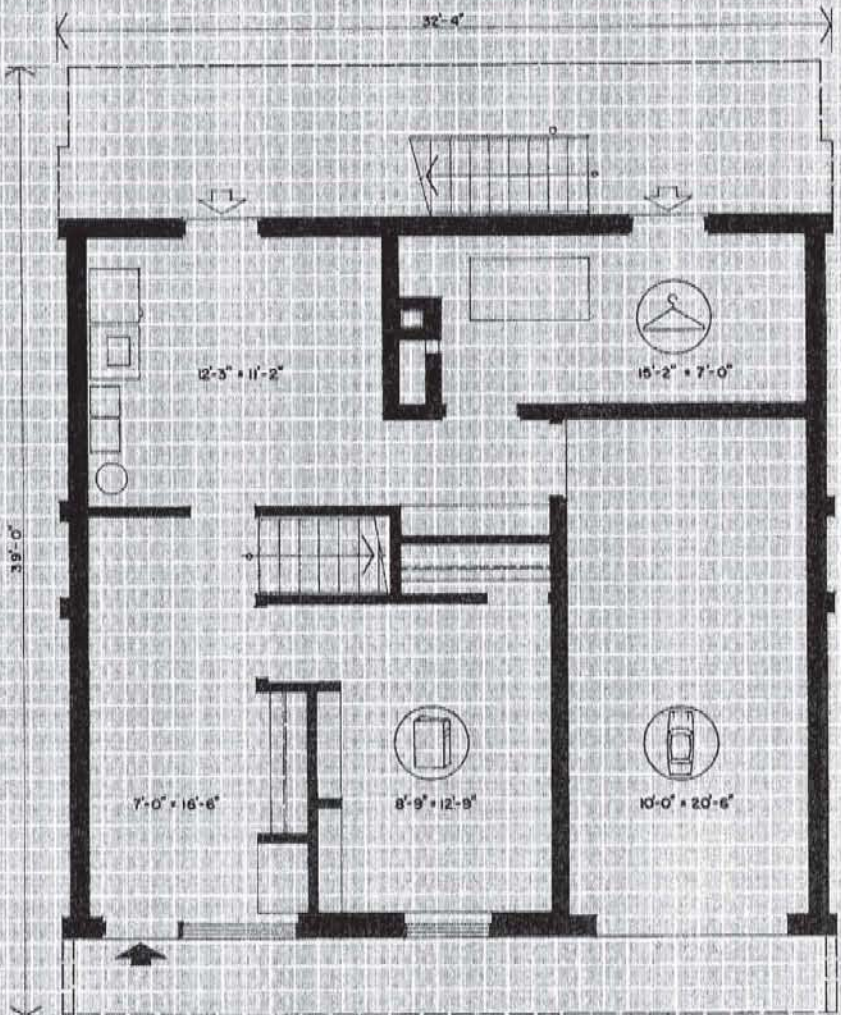 32'-4"
39'-0"
12'-3" × 11'-2"
15'-2" × 7'-0"
7'-0" × 16'-6"
8'-9" × 12'-9"
10'-0" × 20'-6"